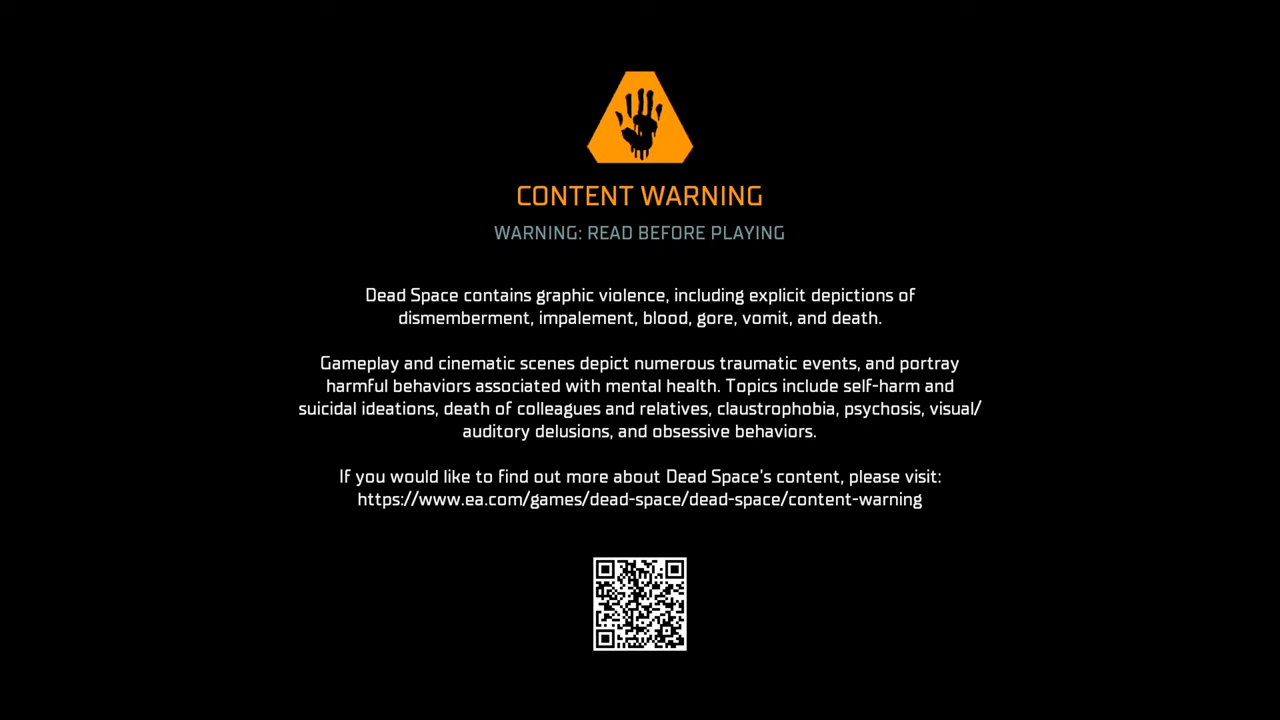 CONTENT WARNING
WARNING: READ BEFORE PLAYING
Dead Space contains graphic violence, including explicit depictions of
dismemberment, impalement, blood, gore, vomit, and death.
Gameplay and cinematic scenes depict numerous traumatic events, and portray
harmful behaviors associated with mental health. Topics include self-harm and
suicidal ideations, death of colleagues and relatives, claustrophobia, psychosis, visual/
auditory delusions, and obsessive behaviors.
If you would like to find out more about Dead Space's content, please visit:
https://www.ea.com/games/dead-space/dead-space/content-warning